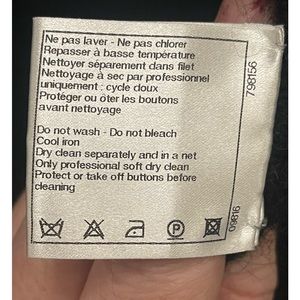 Ne pas laver - Ne pas chlorer
Repasser à basse température
Nettoyer séparement dans filet
Nettoyage à sec par professionnel
uniquement : cycle doux
Protéger ou ôter les boutons
avant nettoyage
Do not wash - Do not bleach
Cool iron
Dry clean separately and in a net
Only professional soft dry clean
Protect or take off buttons before
cleaning
P
798156
09816